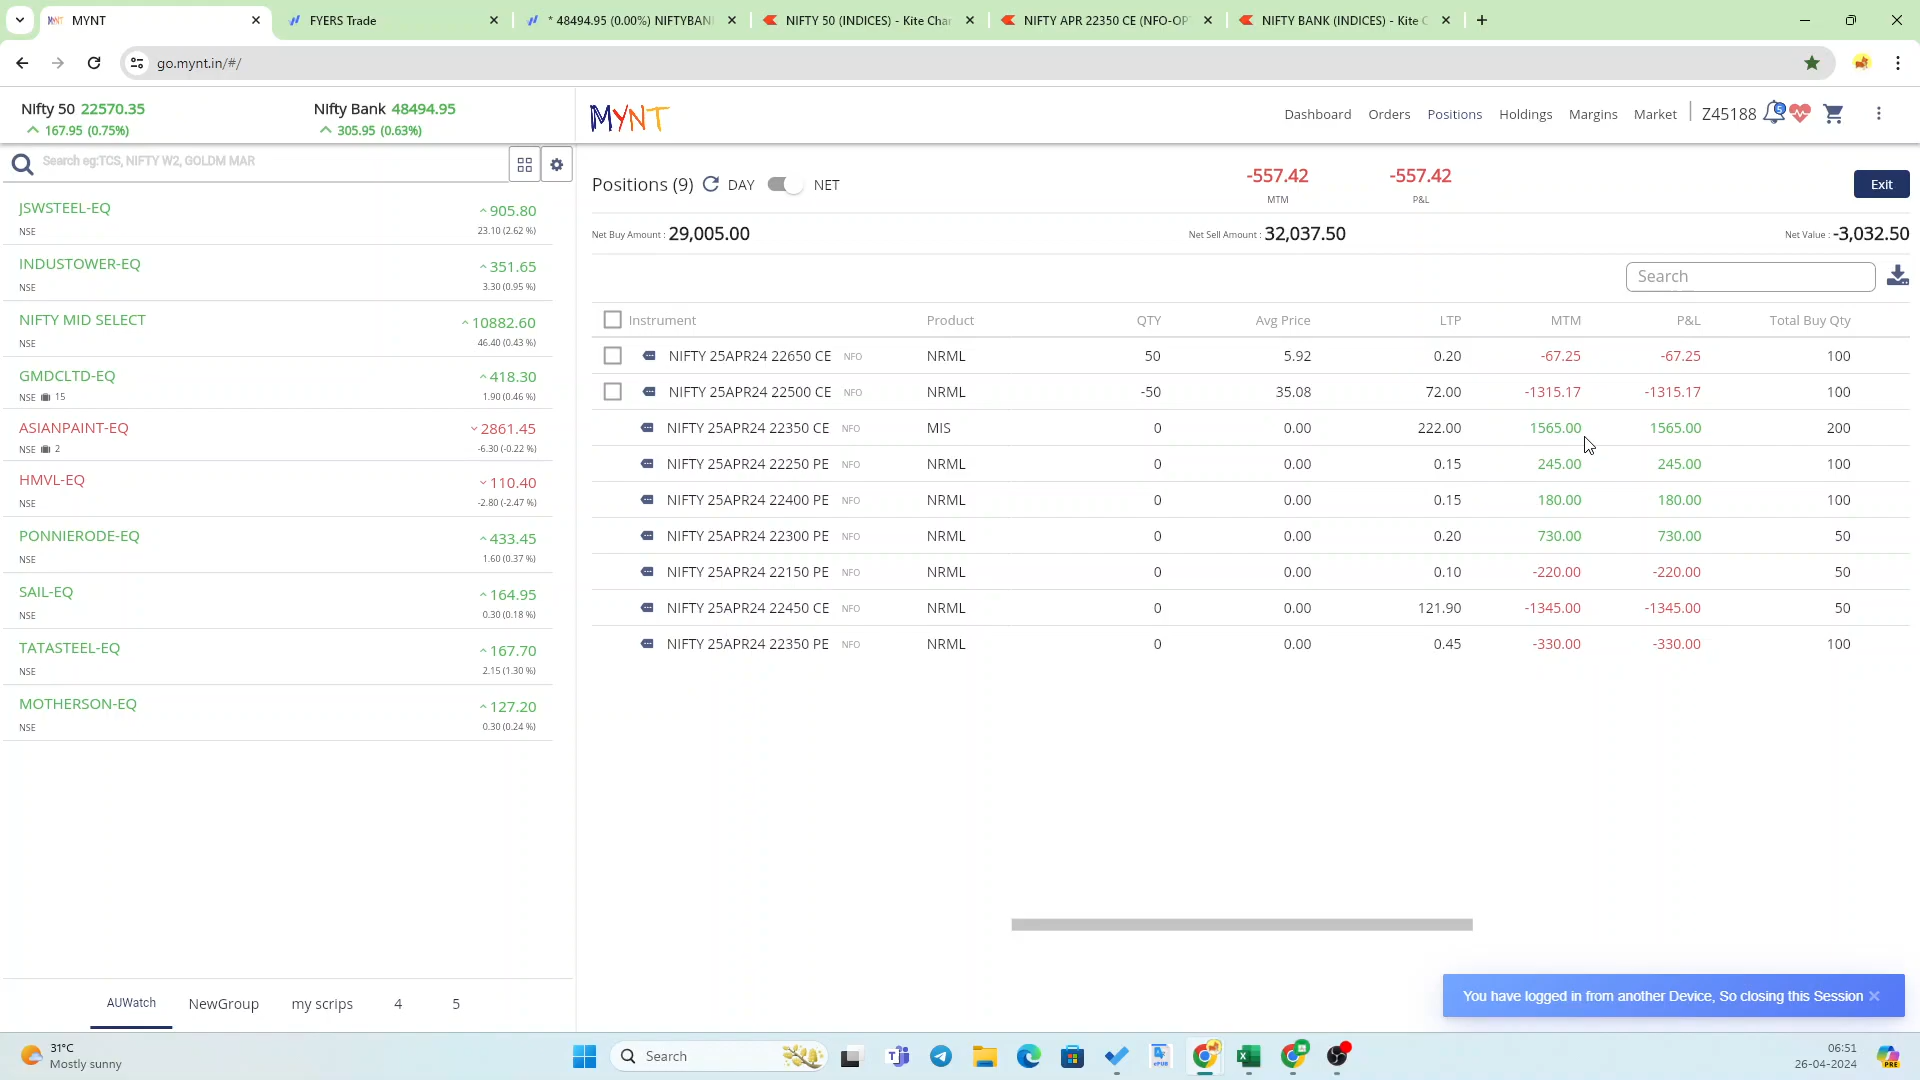 MYNT
FYERS Trade
* 48494.95 (0.00%) NIFTYBAN
NIFTY 50 (INDICES) - Kite Cha
NIFTY APR 22350 CE (NFO-OP
NIFTY BANK (INDICES) - Kite C
go.mynt.in/#/
Nifty 50 22570.35
167.95 (0.75%)
Nifty Bank 48494.95
305.95 (0.63%)
MYNT
Dashboard Orders Positions Holdings Margins Market Z45188 5
Search eg:TCS, NIFTY W2, GOLDM MAR
JSWSTEEL-EQ 905.80
NSE 23.10 (2.62 %)
INDUSTOWER-EQ 351.65
NSE 3.30 (0.95 %)
NIFTY MID SELECT 10882.60
NSE 46.40 (0.43 %)
GMDCLTD-EQ 418.30
NSE 15 1.90 (0.46 %)
ASIANPAINT-EQ 2861.45
NSE 2 -6.30 (-0.22 %)
HMVL-EQ 110.40
NSE -2.80 (-2.47 %)
PONNIERODE-EQ 433.45
NSE 1.60 (0.37 %)
SAIL-EQ 164.95
NSE 0.30 (0.18 %)
TATASTEEL-EQ 167.70
NSE 2.15 (1.30 %)
MOTHERSON-EQ 127.20
NSE 0.30 (0.24 %)
AUWatch NewGroup my scrips 4 5
Positions (9) DAY NET
-557.42
MTM
-557.42
P&L
Exit
Net Buy Amount : 29,005.00
Net Sell Amount : 32,037.50
Net Value : -3,032.50
Search
Instrument Product QTY Avg Price LTP MTM P&L Total Buy Qty
NIFTY 25APR24 22650 CE NFO NRML 50 5.92 0.20 -67.25 -67.25 100
NIFTY 25APR24 22500 CE NFO NRML -50 35.08 72.00 -1315.17 -1315.17 100
NIFTY 25APR24 22350 CE NFO MIS 0 0.00 222.00 1565.00 1565.00 200
NIFTY 25APR24 22250 PE NFO NRML 0 0.00 0.15 245.00 245.00 100
NIFTY 25APR24 22400 PE NFO NRML 0 0.00 0.15 180.00 180.00 100
NIFTY 25APR24 22300 PE NFO NRML 0 0.00 0.20 730.00 730.00 50
NIFTY 25APR24 22150 PE NFO NRML 0 0.00 0.10 -220.00 -220.00 50
NIFTY 25APR24 22450 CE NFO NRML 0 0.00 121.90 -1345.00 -1345.00 50
NIFTY 25APR24 22350 PE NFO NRML 0 0.00 0.45 -330.00 -330.00 100
You have logged in from another Device, So closing this Session
31°C
Mostly sunny
Search
06:51
26-04-2024
PRE